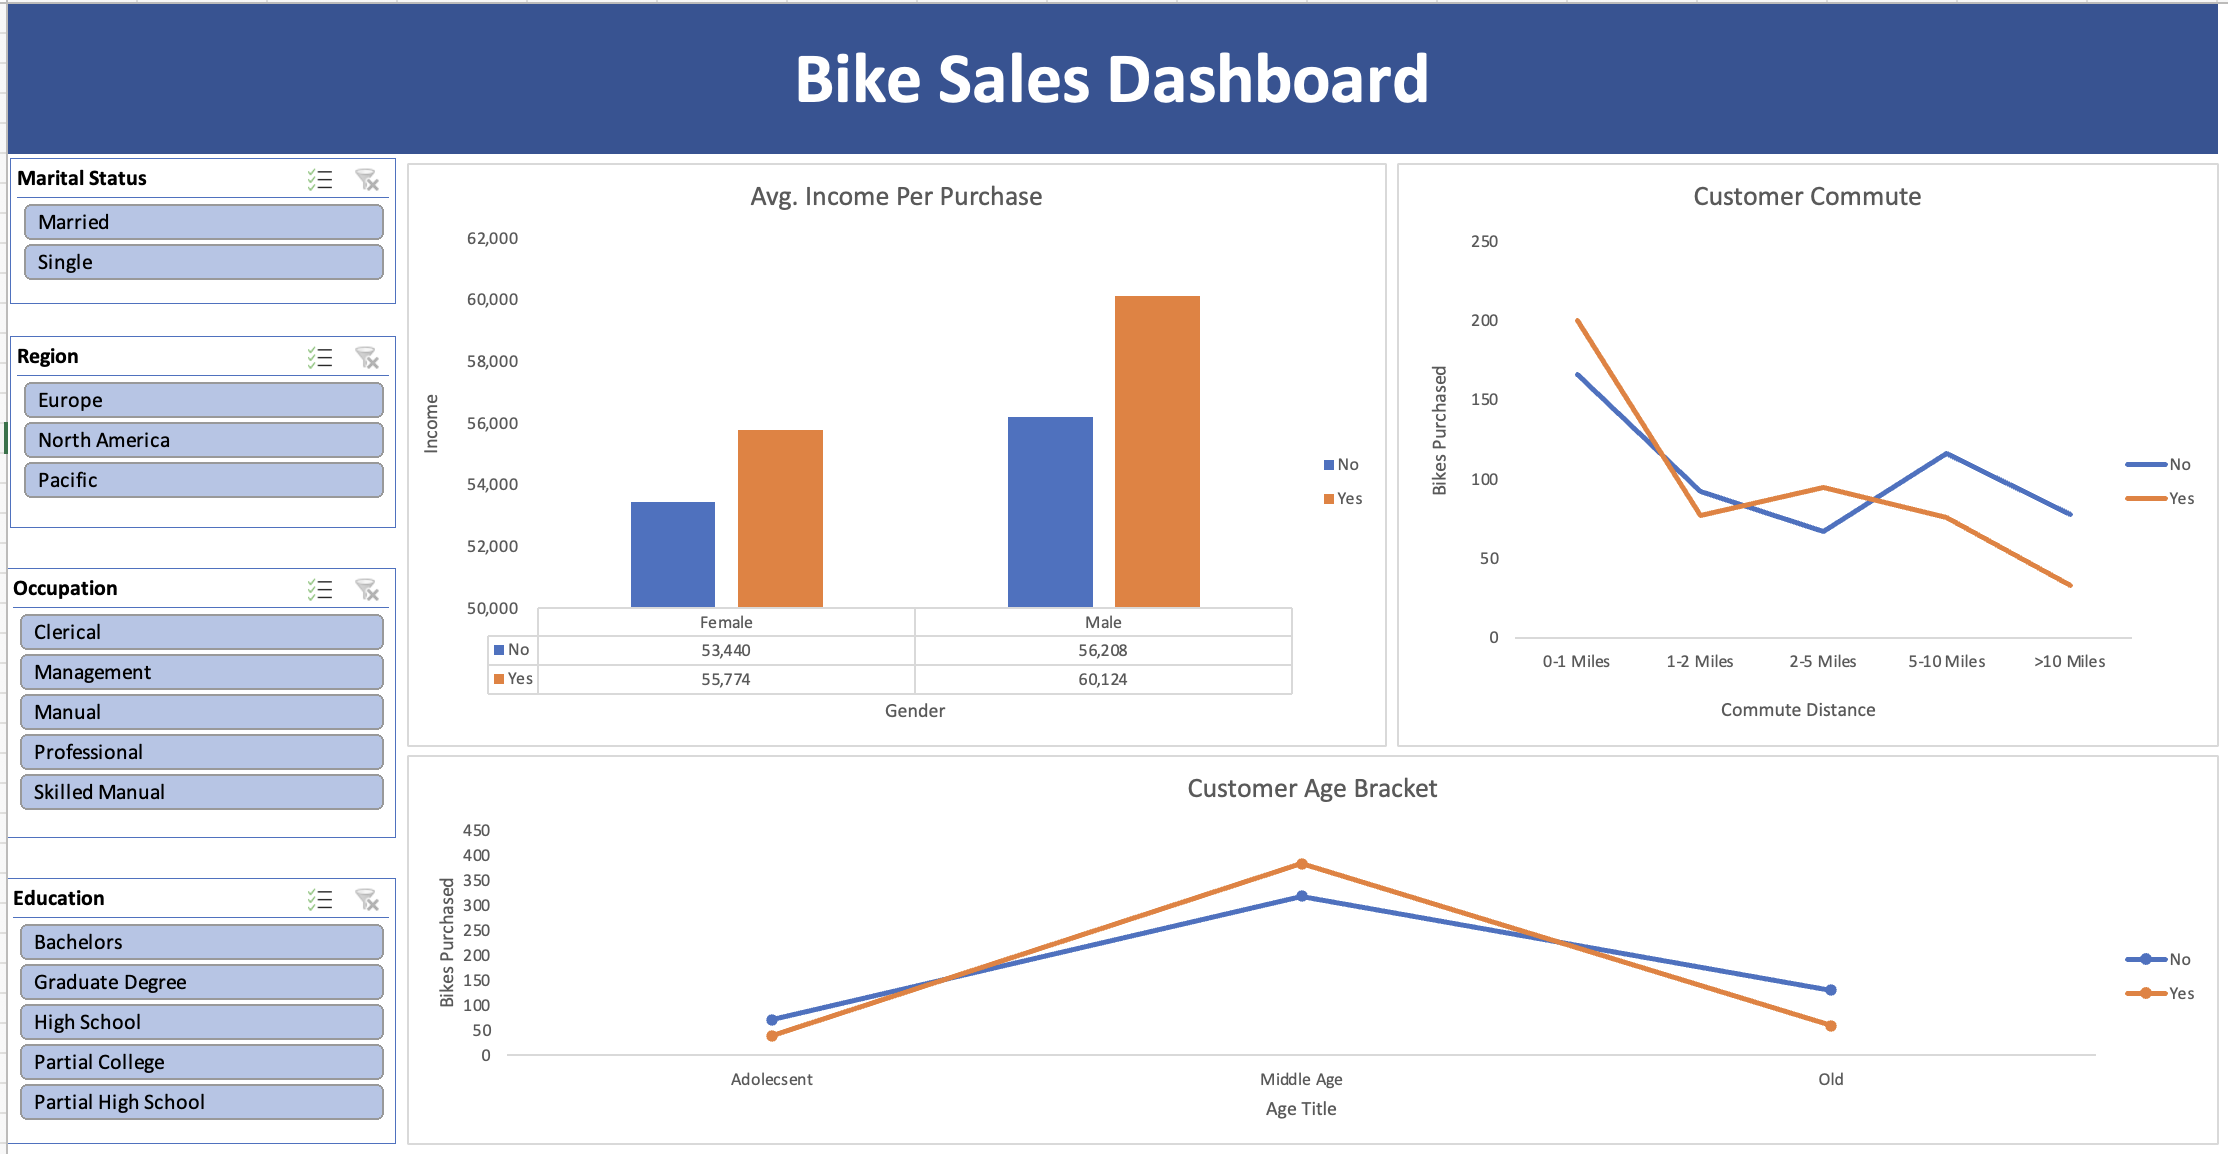 Bike Sales Dashboard
Marital Status
Married
Single
Region
Europe
North America
Pacific
Occupation
Clerical
Management
Manual
Professional
Skilled Manual
Education
Bachelors
Graduate Degree
High School
Partial College
Partial High School
Avg. Income Per Purchase
62,000
60,000
58,000
56,000
54,000
52,000
50,000
Income
Female Male
No 53,440 56,208
Yes 55,774 60,124
Gender
No
Yes
Customer Commute
250
200
150
100
50
0
Bikes Purchased
0-1 Miles 1-2 Miles 2-5 Miles 5-10 Miles >10 Miles
Commute Distance
No
Yes
Customer Age Bracket
450
400
350
300
250
200
150
100
50
0
Bikes Purchased
Adolecsent Middle Age Old
Age Title
No
Yes